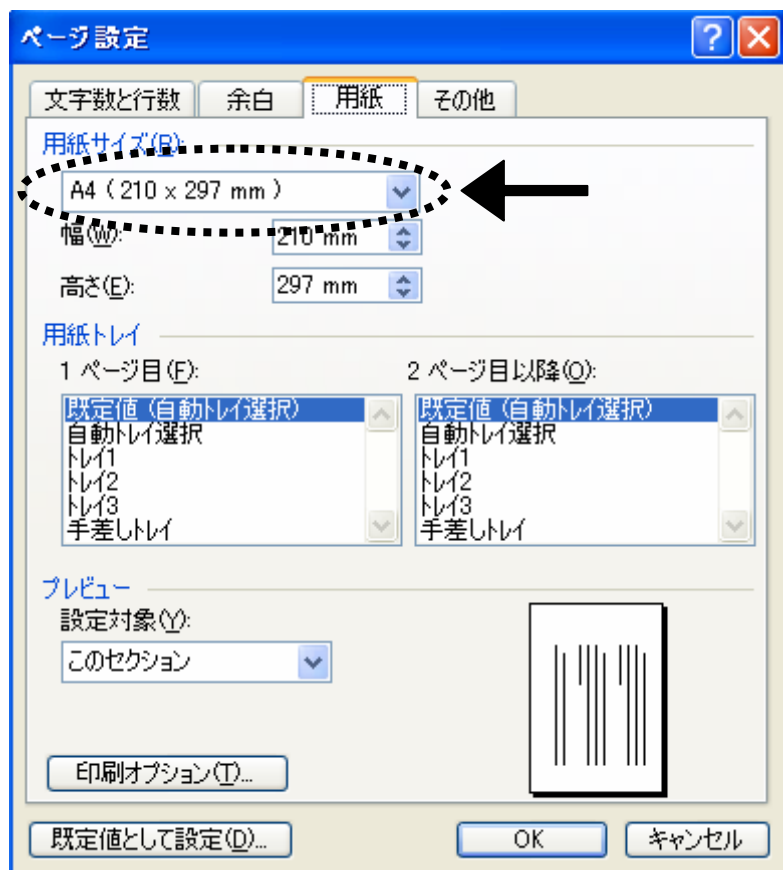 ページ設定
文字数と行数 余白 用紙 その他
用紙サイズ(R):
A4 ( 210 x 297 mm )
幅(W): 210 mm
高さ(E): 297 mm
用紙トレイ
1 ページ目(F): 2 ページ目以降(O):
既定値 (自動トレイ選択) 既定値 (自動トレイ選択)
自動トレイ選択 自動トレイ選択
トレイ1 トレイ1
トレイ2 トレイ2
トレイ3 トレイ3
手差しトレイ 手差しトレイ
プレビュー
設定対象(Y):
このセクション
印刷オプション(T)...
既定値として設定(D)... OK キャンセル